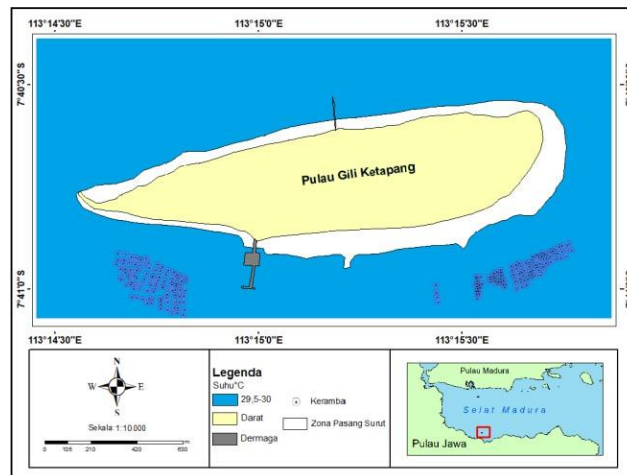 113°14'30"E 113°15'0"E 113°15'30"E
7°40'30"S
Pulau Gili Ketapang
7°41'0"S
113°14'30"E 113°15'0"E 113°15'30"E
N
W E
S
Sekala: 1:10 000
Legenda
Suhu°C
29,5-30
Darat
Dermaga
Keramba
Zona Pasang Surut
Pulau Madura
Selat Madura
Pulau Jawa